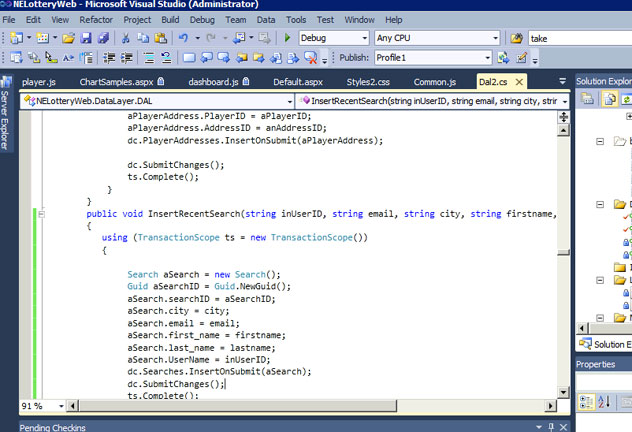 NELotteryWeb - Microsoft Visual Studio (Administrator)
File Edit View Refactor Project Build Debug Team Data Tools Test Window Help
Debug Any CPU take
Publish: Profile1
player.js ChartSamples.aspx dashboard.js Default.aspx Styles2.css Common.js Dal2.cs
Solution Explo
Server Explorer
NELotteryWeb.DataLayer.DAL InsertRecentSearch(string inUserID, string email, string city, strir
aPlayerAddress.PlayerID = aPlayerID;
aPlayerAddress.AddressID = anAddressID;
dc.PlayerAddresses.InsertOnSubmit(aPlayerAddress);
dc.SubmitChanges();
ts.Complete();
}
}
public void InsertRecentSearch(string inUserID, string email, string city, string firstname,
{
using (TransactionScope ts = new TransactionScope())
{
Search aSearch = new Search();
Guid aSearchID = Guid.NewGuid();
aSearch.searchID = aSearchID;
aSearch.city = city;
aSearch.email = email;
aSearch.first_name = firstname;
aSearch.last_name = lastname;
aSearch.UserName = inUserID;
dc.Searches.InsertOnSubmit(aSearch);
dc.SubmitChanges();
ts.Complete();
91 %
Solution E
Properties
Pending Checkins